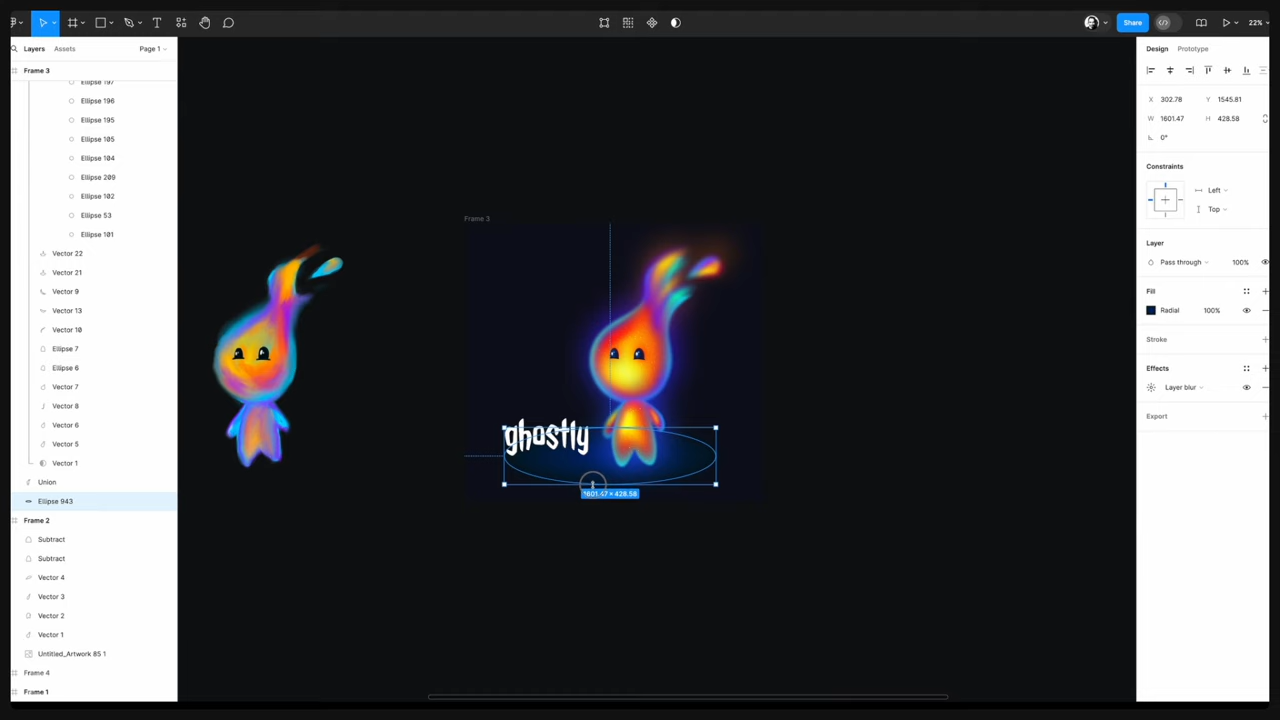 Share
22%
Layers Assets Page 1
Frame 3
Ellipse 197
Ellipse 196
Ellipse 195
Ellipse 105
Ellipse 104
Ellipse 209
Ellipse 102
Ellipse 53
Ellipse 101
Vector 22
Vector 21
Vector 9
Vector 13
Vector 10
Ellipse 7
Ellipse 6
Vector 7
Vector 8
Vector 6
Vector 5
Vector 1
Union
Ellipse 943
Frame 2
Subtract
Subtract
Vector 4
Vector 3
Vector 2
Vector 1
Untitled_Artwork 85 1
Frame 4
Frame 1
Frame 3
ghostly
1601.47 × 428.58
Design Prototype
X 302.78 Y 1545.81
W 1601.47 H 428.58
0°
Constraints
Left
Top
Layer
Pass through 100%
Fill
Radial 100%
Stroke
Effects
Layer blur
Export